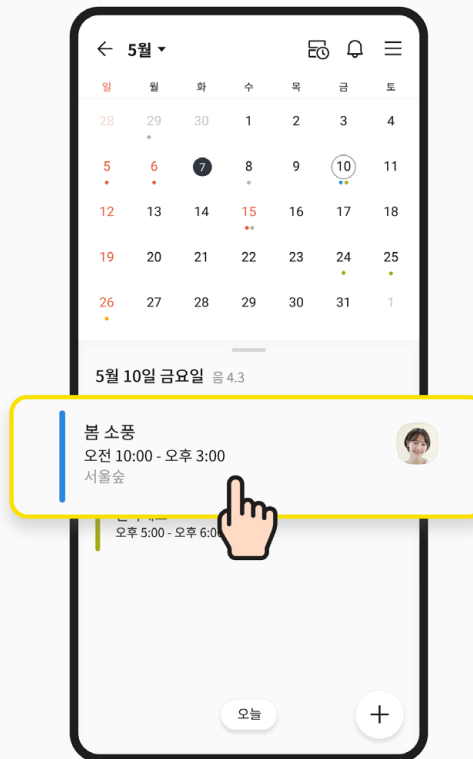 5월
일 월 화 수 목 금 토
28 29 30 1 2 3 4
5 6 7 8 9 10 11
12 13 14 15 16 17 18
19 20 21 22 23 24 25
26 27 28 29 30 31 1
5월 10일 금요일 음 4.3
봄 소풍
오전 10:00 - 오후 3:00
서울숲
오후 5:00 - 오후 6:0
오늘